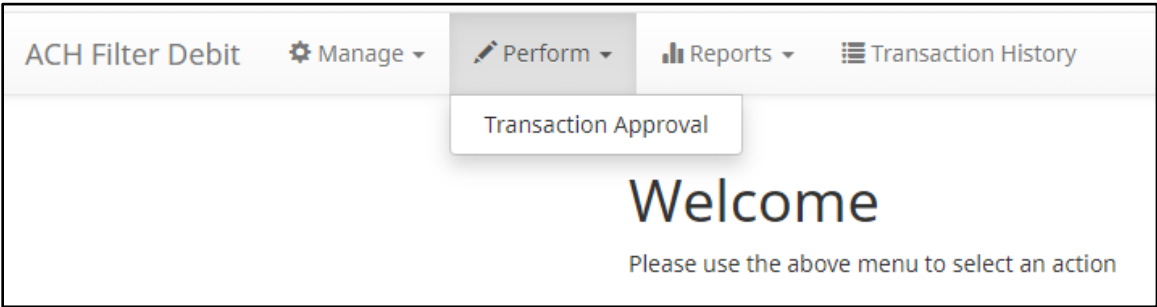 ACH Filter Debit Manage Perform Reports Transaction History
Transaction Approval
Welcome
Please use the above menu to select an action